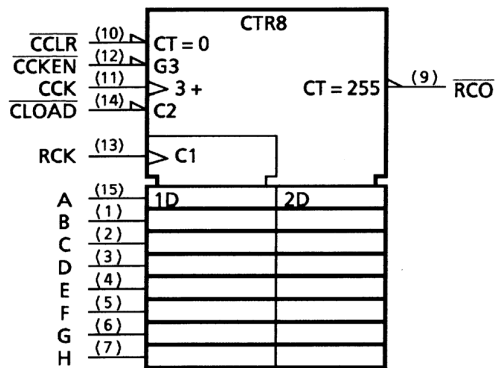 CTR8
CCLR (10) CT = 0
CCKEN (12) G3
CCK (11) 3 + CT = 255 (9) RCO
CLOAD (14) C2
RCK (13) C1
A (15) 1D 2D
B (1)
C (2)
D (3)
E (4)
F (5)
G (6)
H (7)